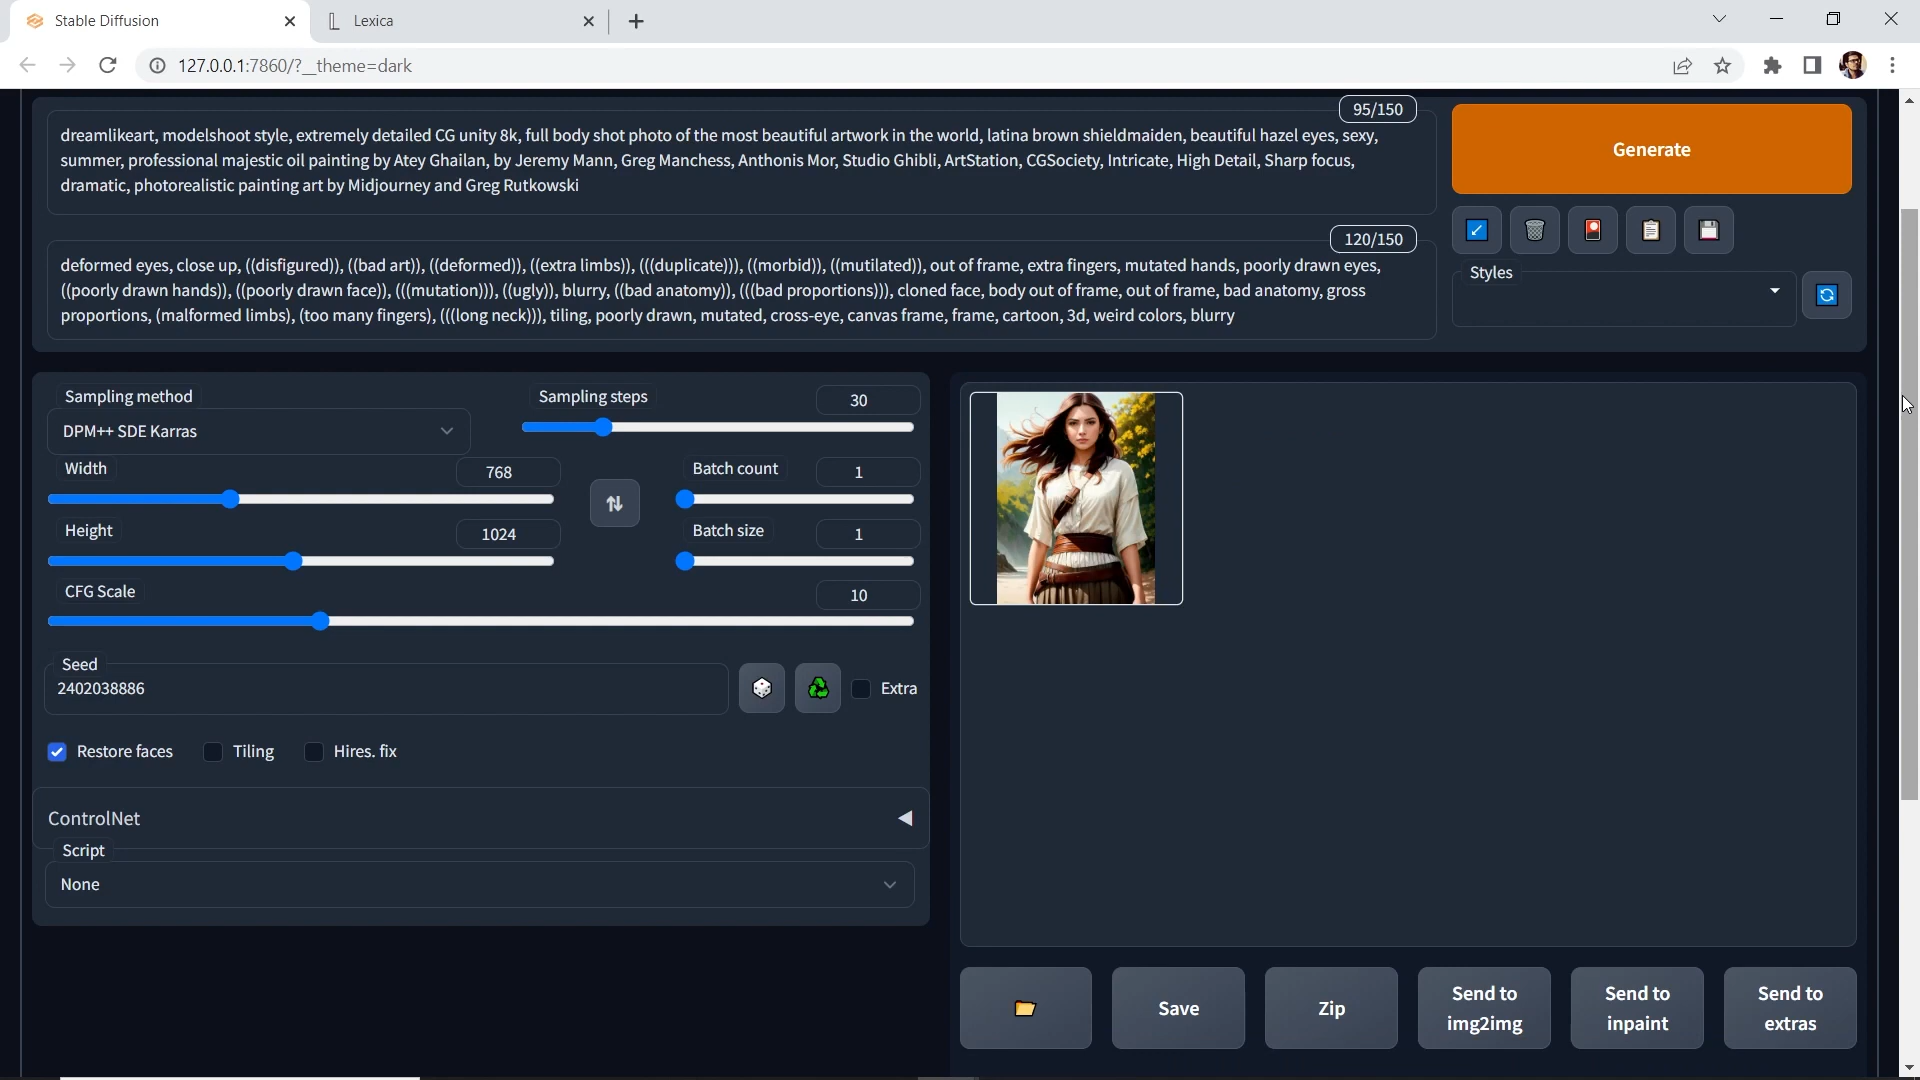 Stable Diffusion
Lexica
127.0.0.1:7860/?__theme=dark
95/150
dreamlikeart, modelshoot style, extremely detailed CG unity 8k, full body shot photo of the most beautiful artwork in the world, latina brown shieldmaiden, beautiful hazel eyes, sexy,
summer, professional majestic oil painting by Atey Ghailan, by Jeremy Mann, Greg Manchess, Anthonis Mor, Studio Ghibli, ArtStation, CGSociety, Intricate, High Detail, Sharp focus,
dramatic, photorealistic painting art by Midjourney and Greg Rutkowski
Generate
120/150
deformed eyes, close up, ((disfigured)), ((bad art)), ((deformed)), ((extra limbs)), (((duplicate))), ((morbid)), ((mutilated)), out of frame, extra fingers, mutated hands, poorly drawn eyes,
((poorly drawn hands)), ((poorly drawn face)), (((mutation))), ((ugly)), blurry, ((bad anatomy)), (((bad proportions))), cloned face, body out of frame, out of frame, bad anatomy, gross
proportions, (malformed limbs), (too many fingers), (((long neck))), tiling, poorly drawn, mutated, cross-eye, canvas frame, frame, cartoon, 3d, weird colors, blurry
Styles
Sampling method
DPM++ SDE Karras
Sampling steps
30
Width
768
Batch count
1
Height
1024
Batch size
1
CFG Scale
10
Seed
2402038886
Extra
Restore faces
Tiling
Hires. fix
ControlNet
Script
None
Save
Zip
Send to
img2img
Send to
inpaint
Send to
extras